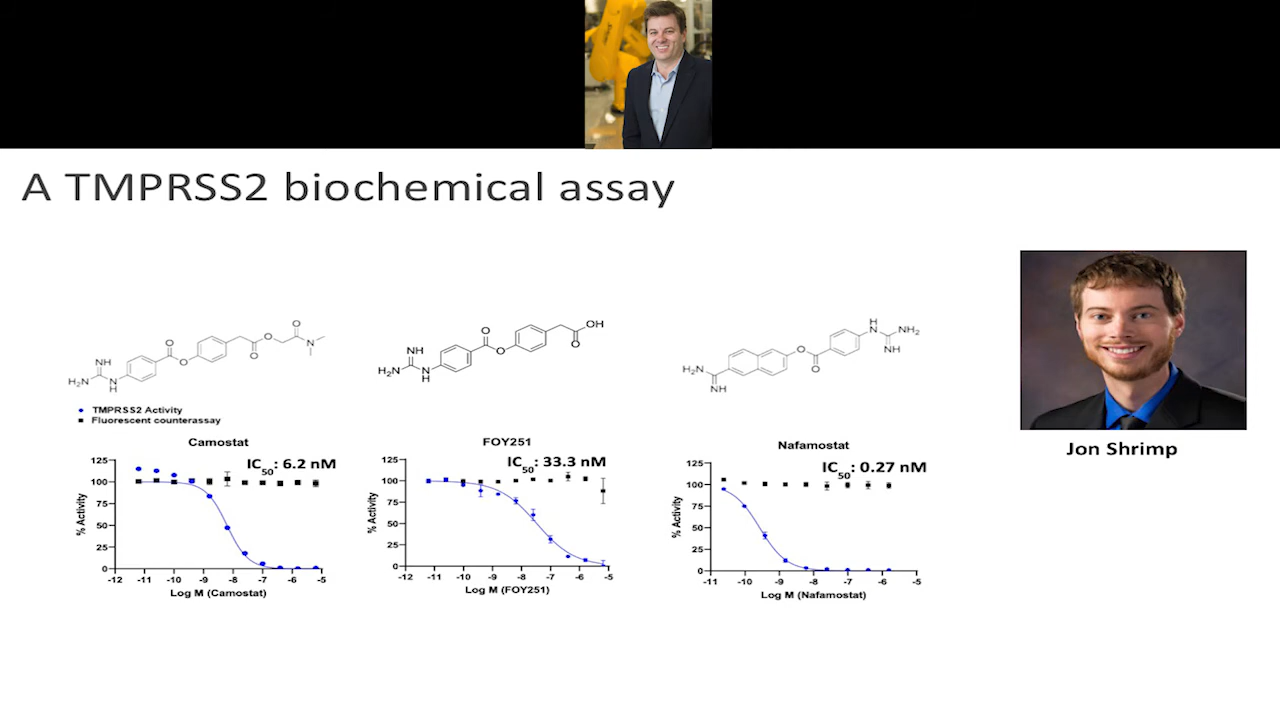 A TMPRSS2 biochemical assay
O
O
O
O
O
N
NH
H2N
N
H
O
O
O
OH
NH
H2N
N
H
O
O
H
N
NH2
NH
H2N
NH
TMPRSS2 Activity
Fluorescent counterassay
Camostat
IC50: 6.2 nM
% Activity
125
100
75
50
25
0
-12 -11 -10 -9 -8 -7 -6 -5
Log M (Camostat)
FOY251
IC50: 33.3 nM
% Activity
125
100
75
50
25
0
-12 -11 -10 -9 -8 -7 -6 -5
Log M (FOY251)
Nafamostat
IC50: 0.27 nM
% Activity
125
100
75
50
25
0
-11 -10 -9 -8 -7 -6 -5
Log M (Nafamostat)
Jon Shrimp